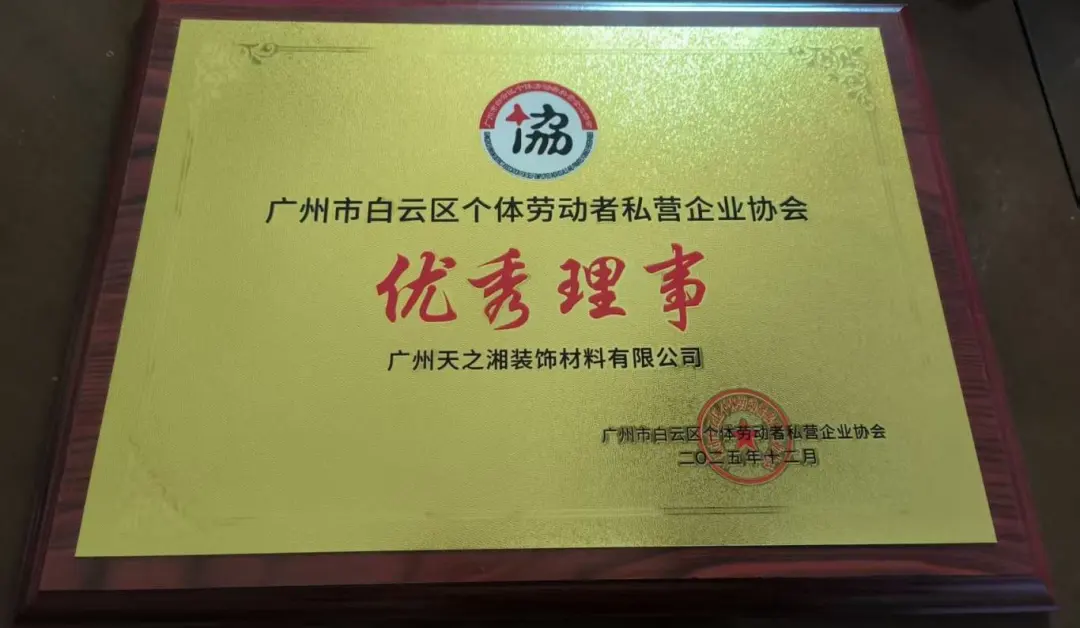 協
广州市白云区个体劳动者私营企业协会
优秀理事
广州天之湘装饰材料有限公司
广州市白云区个体劳动者私营企业协会
二〇二五年十二月